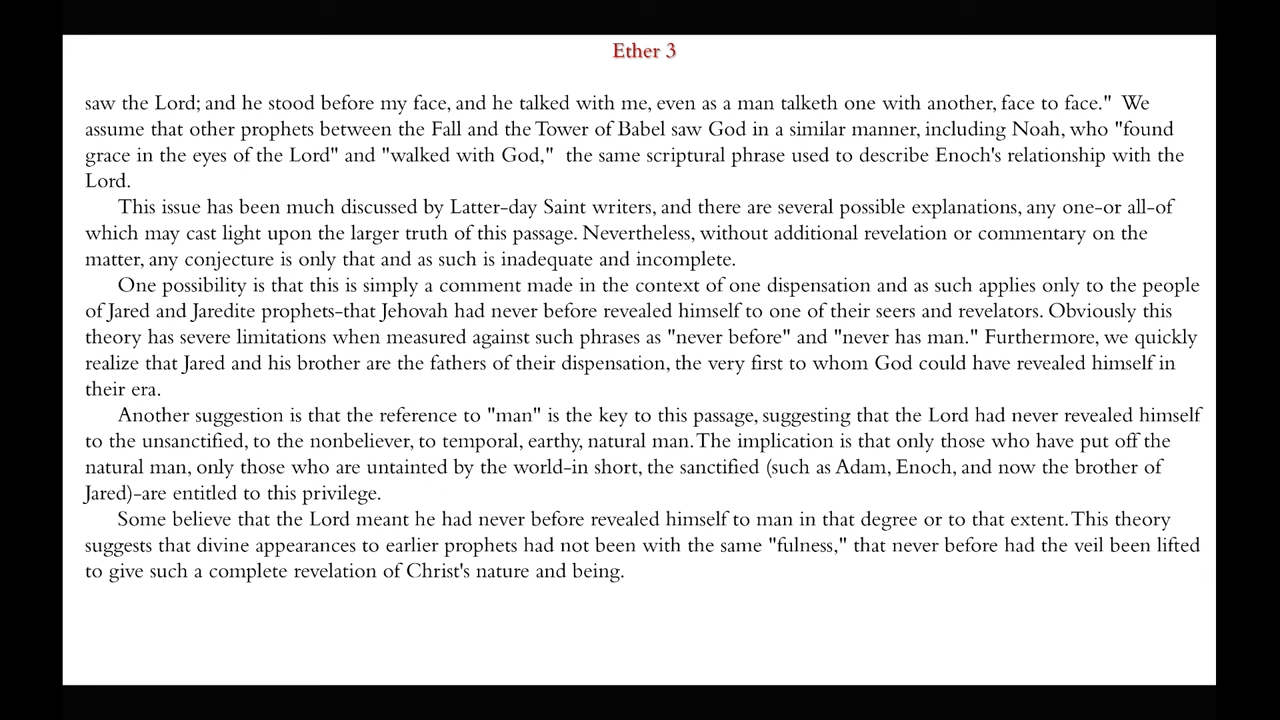 Ether 3
saw the Lord; and he stood before my face, and he talked with me, even as a man talketh one with another, face to face." We
assume that other prophets between the Fall and the Tower of Babel saw God in a similar manner, including Noah, who "found
grace in the eyes of the Lord" and "walked with God," the same scriptural phrase used to describe Enoch's relationship with the
Lord.
This issue has been much discussed by Latter-day Saint writers, and there are several possible explanations, any one-or all-of
which may cast light upon the larger truth of this passage. Nevertheless, without additional revelation or commentary on the
matter, any conjecture is only that and as such is inadequate and incomplete.
One possibility is that this is simply a comment made in the context of one dispensation and as such applies only to the people
of Jared and Jaredite prophets-that Jehovah had never before revealed himself to one of their seers and revelators. Obviously this
theory has severe limitations when measured against such phrases as "never before" and "never has man." Furthermore, we quickly
realize that Jared and his brother are the fathers of their dispensation, the very first to whom God could have revealed himself in
their era.
Another suggestion is that the reference to "man" is the key to this passage, suggesting that the Lord had never revealed himself
to the unsanctified, to the nonbeliever, to temporal, earthy, natural man. The implication is that only those who have put off the
natural man, only those who are untainted by the world-in short, the sanctified (such as Adam, Enoch, and now the brother of
Jared)-are entitled to this privilege.
Some believe that the Lord meant he had never before revealed himself to man in that degree or to that extent. This theory
suggests that divine appearances to earlier prophets had not been with the same "fulness," that never before had the veil been lifted
to give such a complete revelation of Christ's nature and being.